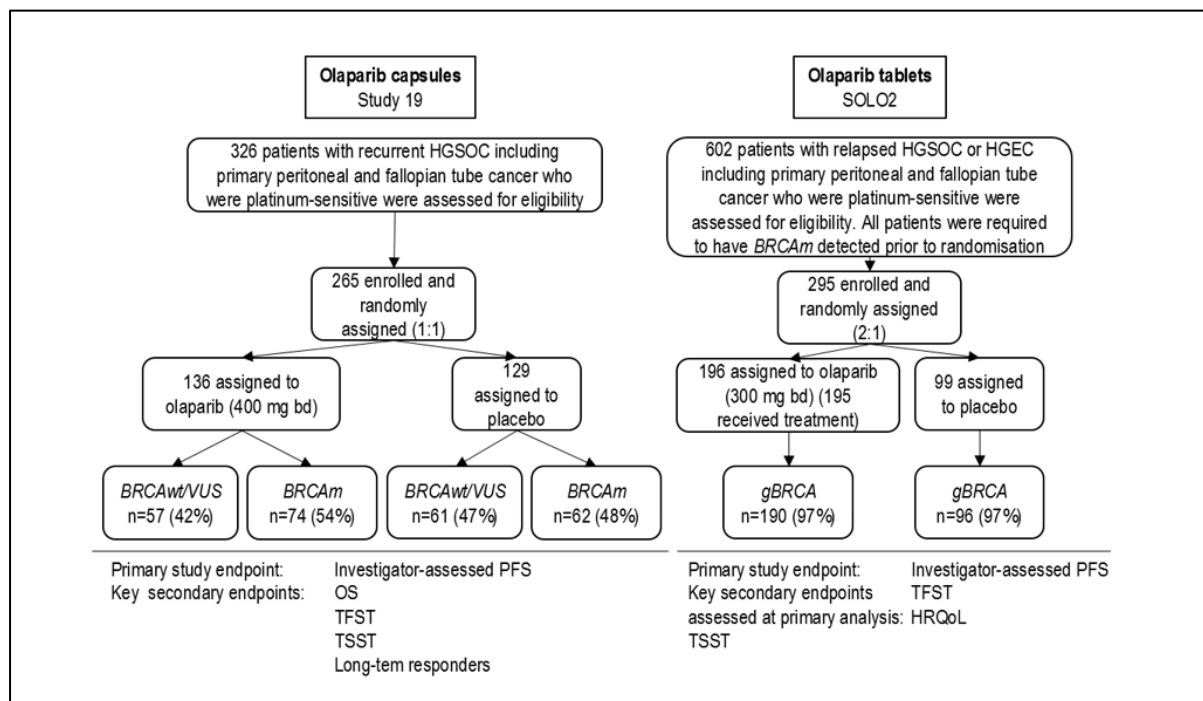 Olaparib capsules
Study 19
326 patients with recurrent HGSOC including
primary peritoneal and fallopian tube cancer who
were platinum-sensitive were assessed for eligibility
265 enrolled and
randomly
assigned (1:1)
136 assigned to
olaparib (400 mg bd)
129
assigned to
placebo
BRCAwt/VUS
n=57 (42%)
BRCAm
n=74 (54%)
BRCAwt/VUS
n=61 (47%)
BRCAm
n=62 (48%)
Primary study endpoint: Investigator-assessed PFS
Key secondary endpoints: OS
TFST
TSST
Long-tem responders
Olaparib tablets
SOLO2
602 patients with relapsed HGSOC or HGEC
including primary peritoneal and fallopian tube
cancer who were platinum-sensitive were
assessed for eligibility. All patients were required
to have BRCAm detected prior to randomisation
295 enrolled and
randomly assigned
(2:1)
196 assigned to olaparib
(300 mg bd) (195
received treatment)
99 assigned
to placebo
gBRCA
n=190 (97%)
gBRCA
n=96 (97%)
Primary study endpoint: Investigator-assessed PFS
Key secondary endpoints TFST
assessed at primary analysis: HRQoL
TSST